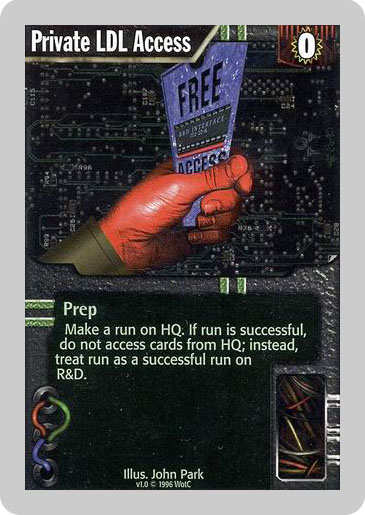 Private LDL Access
0
FREE
ACCESS
Prep
Make a run on HQ. If run is successful,
do not access cards from HQ; instead,
treat run as a successful run on
R&D.
Illus. John Park
v1.0 © 1996 WotC